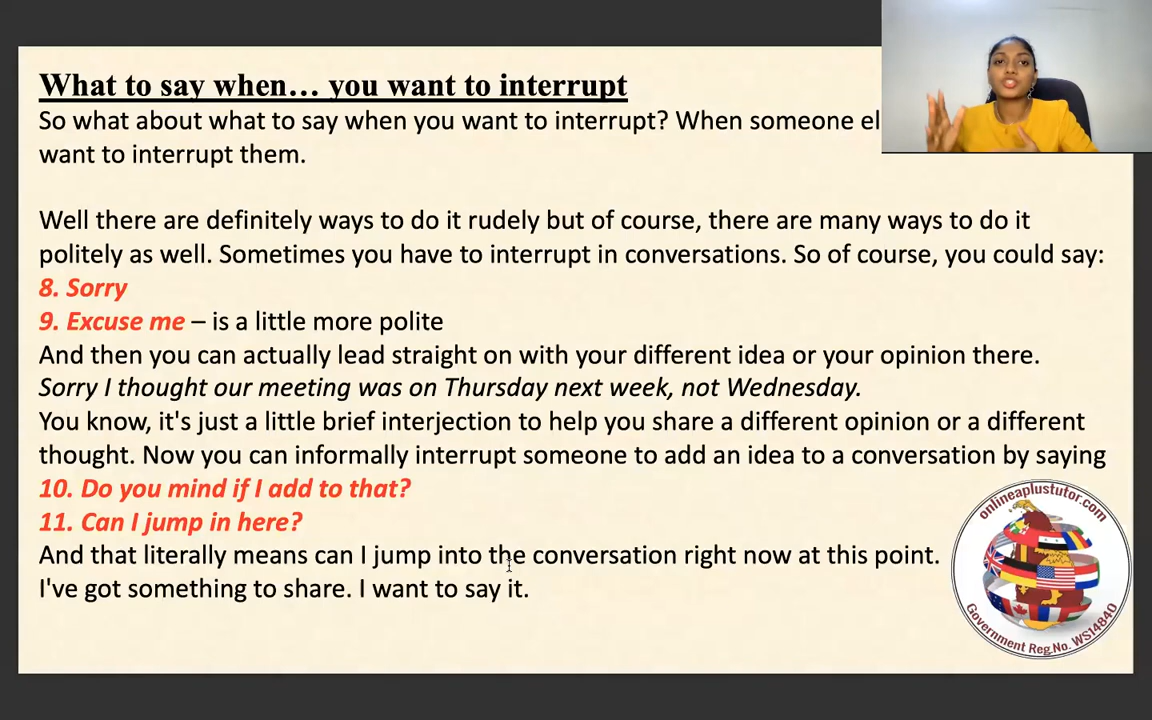 What to say when… you want to interrupt
So what about what to say when you want to interrupt? When someone el
want to interrupt them.
Well there are definitely ways to do it rudely but of course, there are many ways to do it
politely as well. Sometimes you have to interrupt in conversations. So of course, you could say:
8. Sorry
9. Excuse me – is a little more polite
And then you can actually lead straight on with your different idea or your opinion there.
Sorry I thought our meeting was on Thursday next week, not Wednesday.
You know, it's just a little brief interjection to help you share a different opinion or a different
thought. Now you can informally interrupt someone to add an idea to a conversation by saying
10. Do you mind if I add to that?
11. Can I jump in here?
And that literally means can I jump into the conversation right now at this point.
I've got something to share. I want to say it.
onlineaplustutor.com
Government Reg.No. WS14840